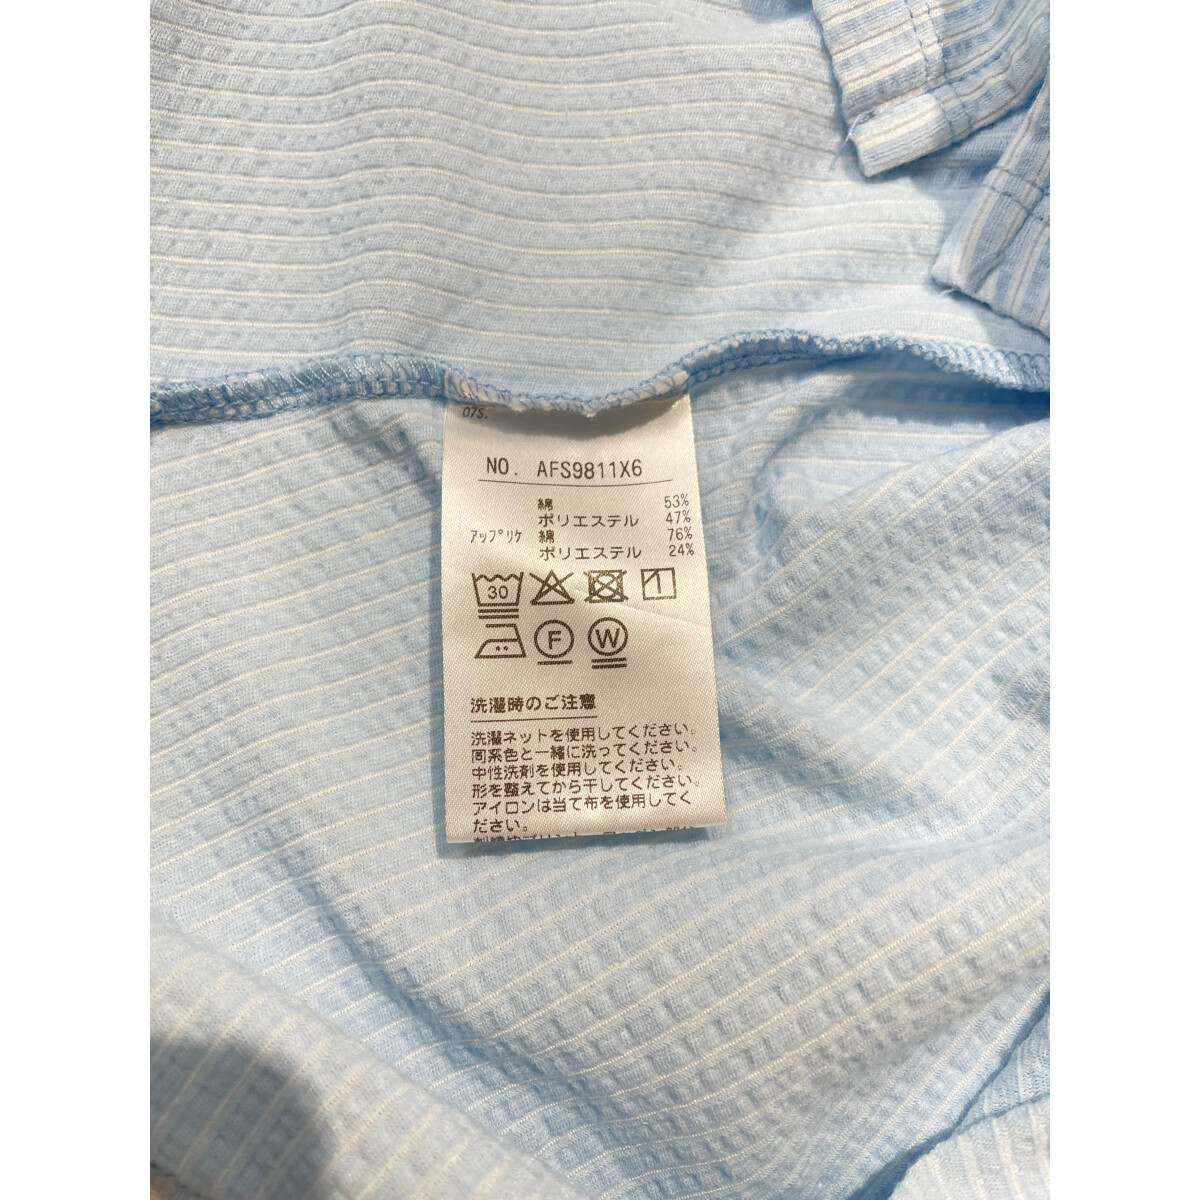 07S.
NO. AFS9811X6
綿 53%
ポリエステル 47%
アップリケ 綿 76%
ポリエステル 24%
30
F W
洗濯時のご注意
洗濯ネットを使用してください。
同系色と一緒に洗ってください。
中性洗剤を使用してください。
形を整えてから干してください。
アイロンは当て布を使用してく
ださい。